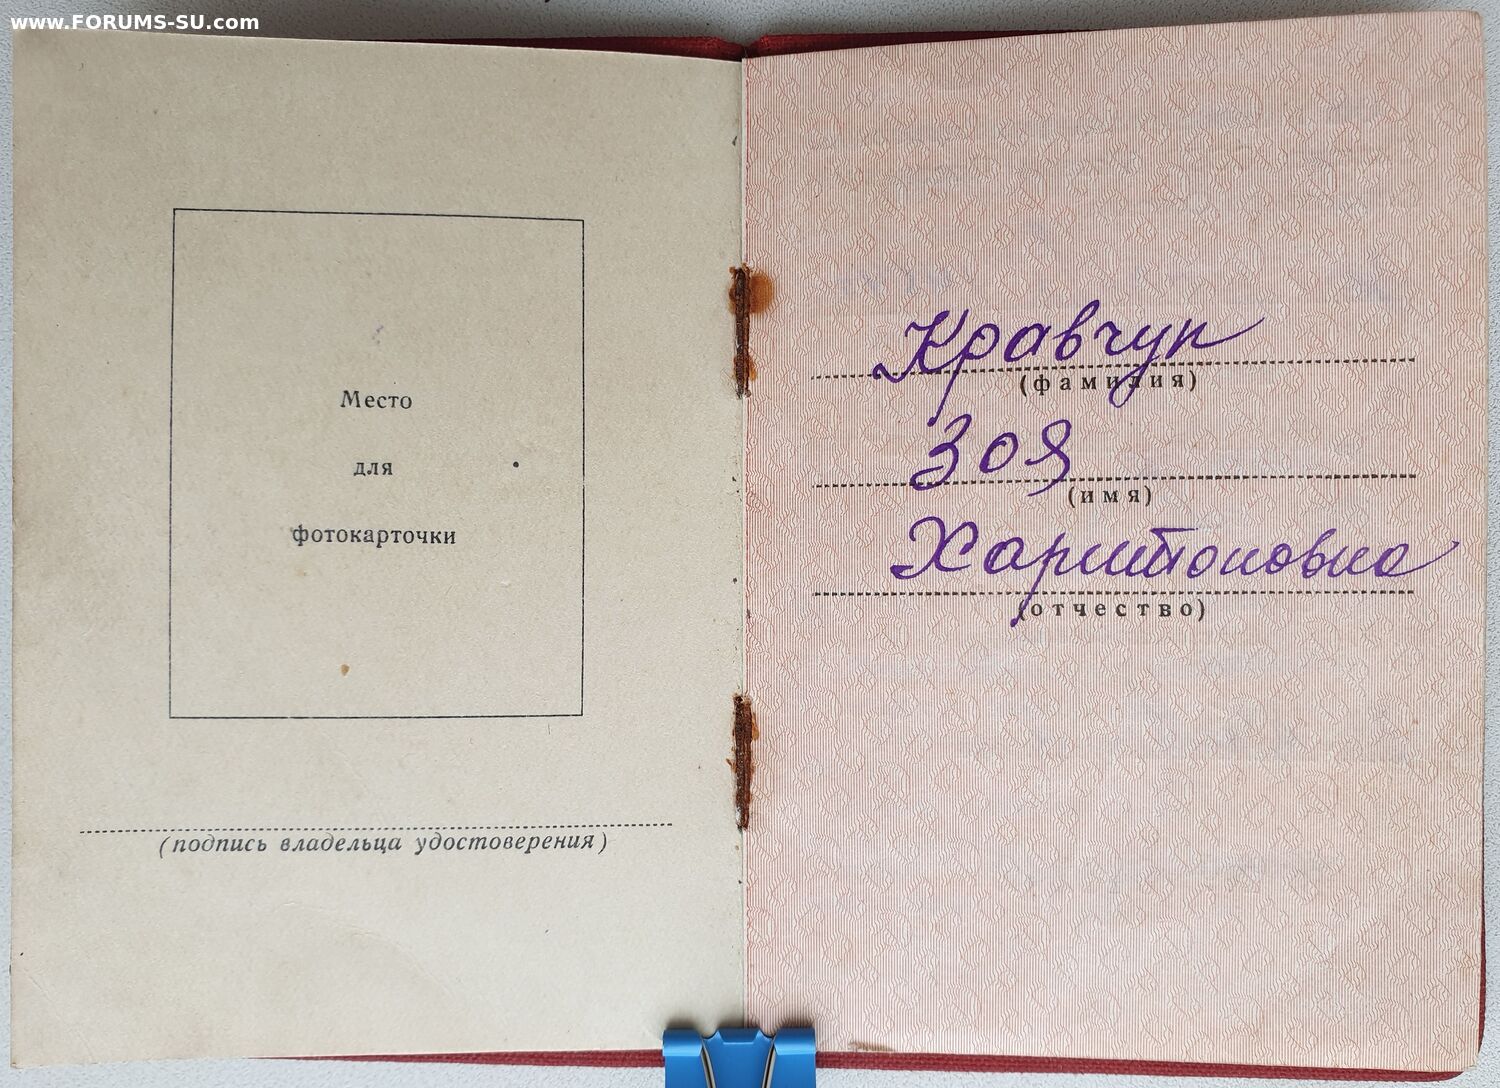 www.FORUMS-SU.com
Место
для
фотокарточки
(подпись владельца удостоверения)
Кравчук
(фамилия)
Зоя
(имя)
Харитоновна
(отчество)